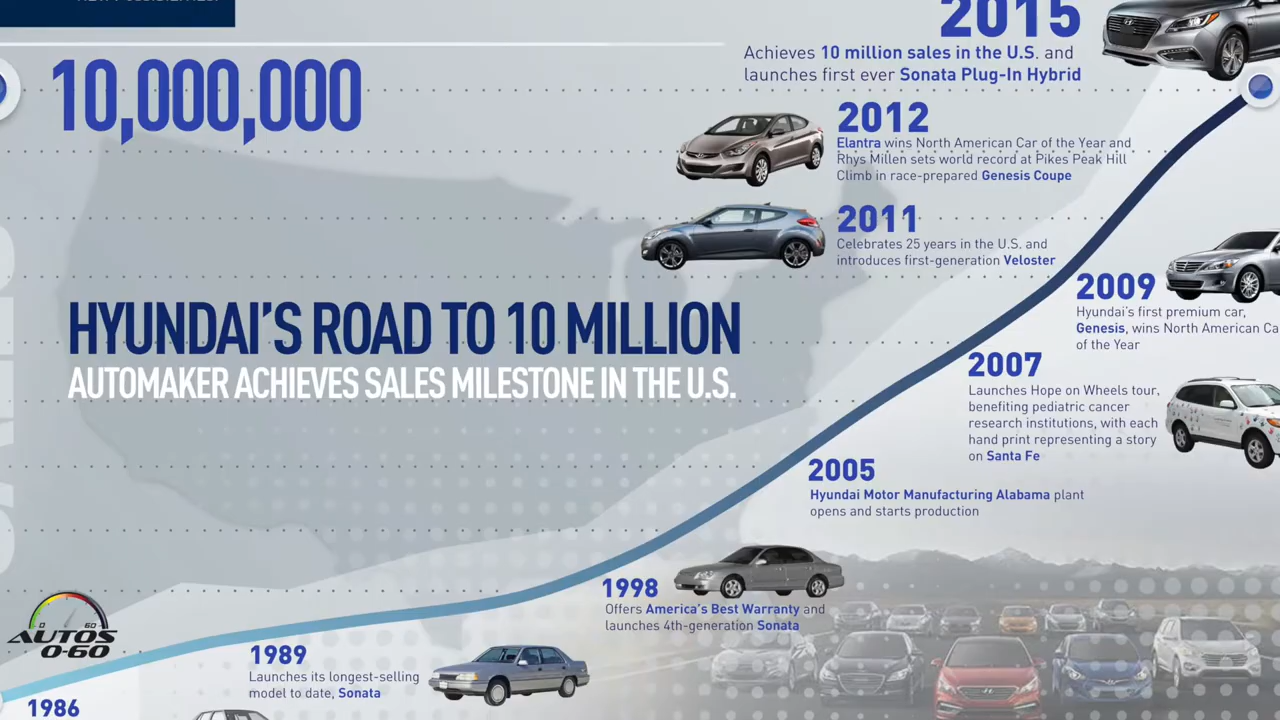 10,000,000
HYUNDAI'S ROAD TO 10 MILLION
AUTOMAKER ACHIEVES SALES MILESTONE IN THE U.S.
2015
Achieves 10 million sales in the U.S. and
launches first ever Sonata Plug-In Hybrid
2012
Elantra wins North American Car of the Year and
Rhys Millen sets world record at Pikes Peak Hill
Climb in race-prepared Genesis Coupe
2011
Celebrates 25 years in the U.S. and
introduces first-generation Veloster
2009
Hyundai's first premium car,
Genesis, wins North American Ca
of the Year
2007
Launches Hope on Wheels tour,
benefiting pediatric cancer
research institutions, with each
hand print representing a story
on Santa Fe
2005
Hyundai Motor Manufacturing Alabama plant
opens and starts production
1998
Offers America's Best Warranty and
launches 4th-generation Sonata
1989
Launches its longest-selling
model to date, Sonata
1986
0 60
AUTOS
0-60